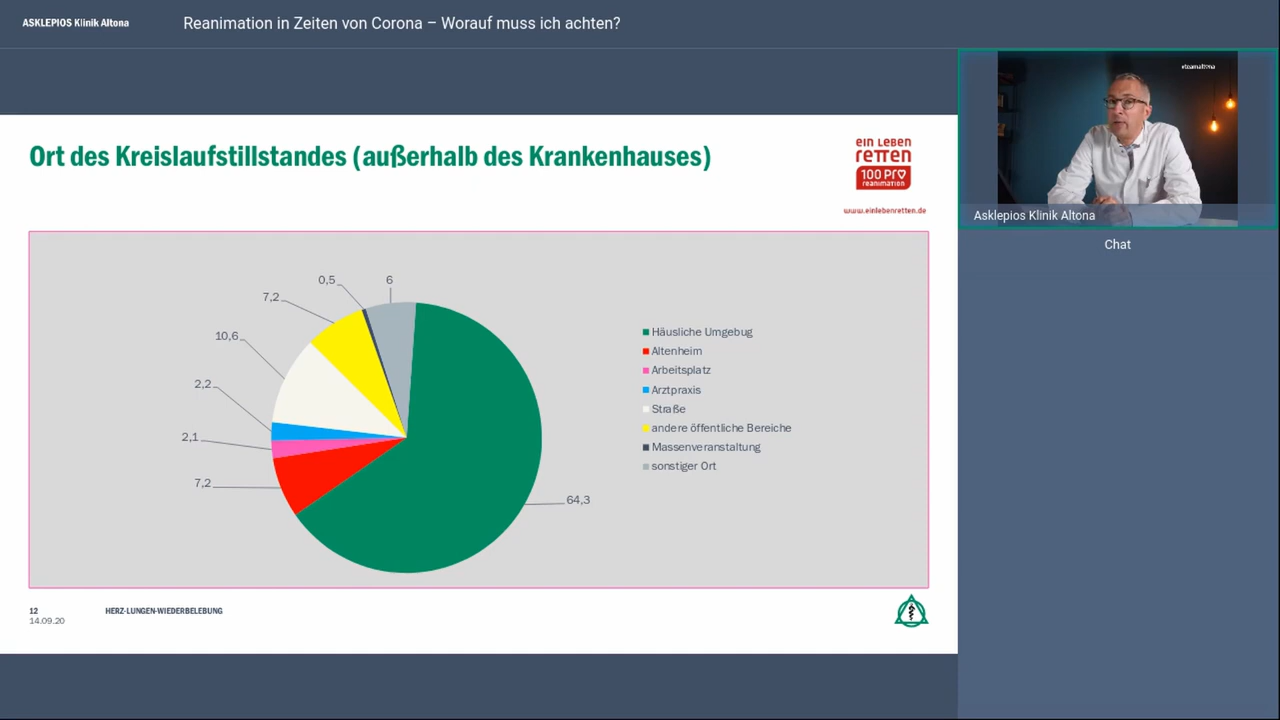 ASKLEPIOS Klinik Altona
Reanimation in Zeiten von Corona – Worauf muss ich achten?
#teamaltona
Asklepios Klinik Altona
Chat
Ort des Kreislaufstillstandes (außerhalb des Krankenhauses)
ein Leben
retten
100 Pro
reanimation
www.einlebenretten.de
0,5
6
7,2
10,6
2,2
2,1
7,2
64,3
Häusliche Umgebug
Altenheim
Arbeitsplatz
Arztpraxis
Straße
andere öffentliche Bereiche
Massenveranstaltung
sonstiger Ort
12
HERZ-LUNGEN-WIEDERBELEBUNG
14.09.20